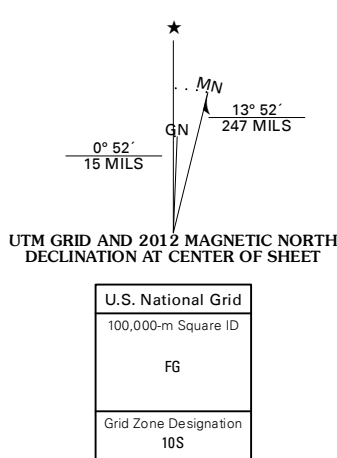 ★
MN
13° 52´
247 MILS
GN
0° 52´
15 MILS
UTM GRID AND 2012 MAGNETIC NORTH
DECLINATION AT CENTER OF SHEET
U.S. National Grid
100,000-m Square ID
FG
Grid Zone Designation
10S